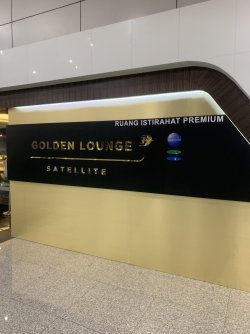 RUANG ISTIRAHAT PREMIUM
GOLDEN LOUNGE
SATELLITE